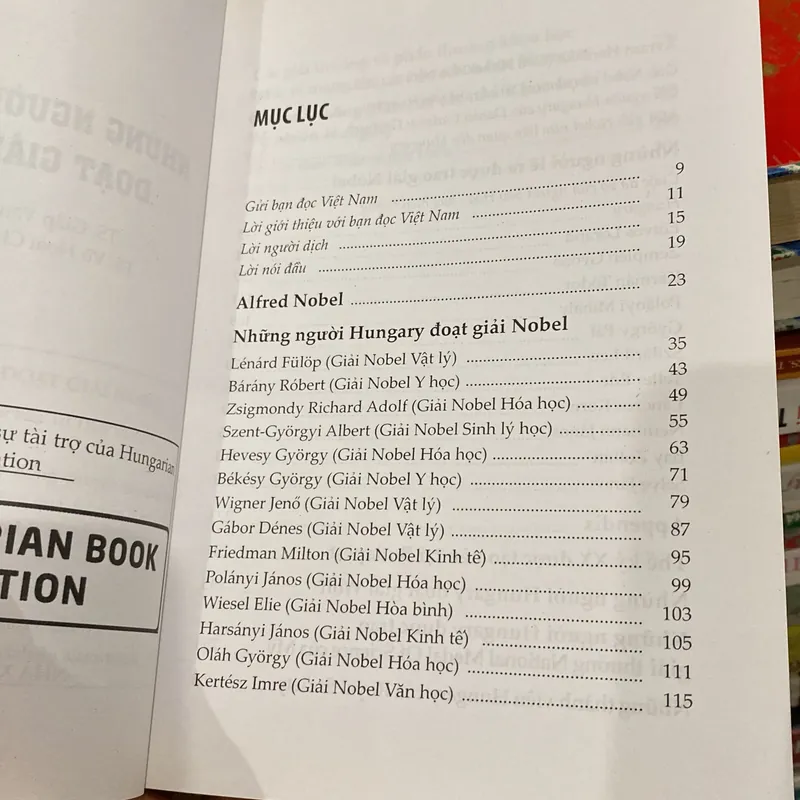 sự tài trợ của Hungarian
tion
RIAN BOOK
TION
MỤC LỤC
Gửi bạn đọc Việt Nam ........ 9
Lời giới thiệu với bạn đọc Việt Nam ........ 11
Lời người dịch ........ 15
Lời nói đầu ........ 19
Alfred Nobel ........ 23
Những người Hungary đoạt giải Nobel
Lénárd Fülöp (Giải Nobel Vật lý) ........ 35
Bárány Róbert (Giải Nobel Y học) ........ 43
Zsigmondy Richard Adolf (Giải Nobel Hóa học) ........ 49
Szent-Györgyi Albert (Giải Nobel Sinh lý học) ........ 55
Hevesy György (Giải Nobel Hóa học) ........ 63
Békésy György (Giải Nobel Y học) ........ 71
Wigner Jenő (Giải Nobel Vật lý) ........ 79
Gábor Dénes (Giải Nobel Vật lý) ........ 87
Friedman Milton (Giải Nobel Kinh tế) ........ 95
Polányi János (Giải Nobel Hóa học) ........ 99
Wiesel Elie (Giải Nobel Hòa bình) ........ 103
Harsányi János (Giải Nobel Kinh tế) ........ 105
Oláh György (Giải Nobel Hóa học) ........ 111
Kertész Imre (Giải Nobel Văn học) ........ 115